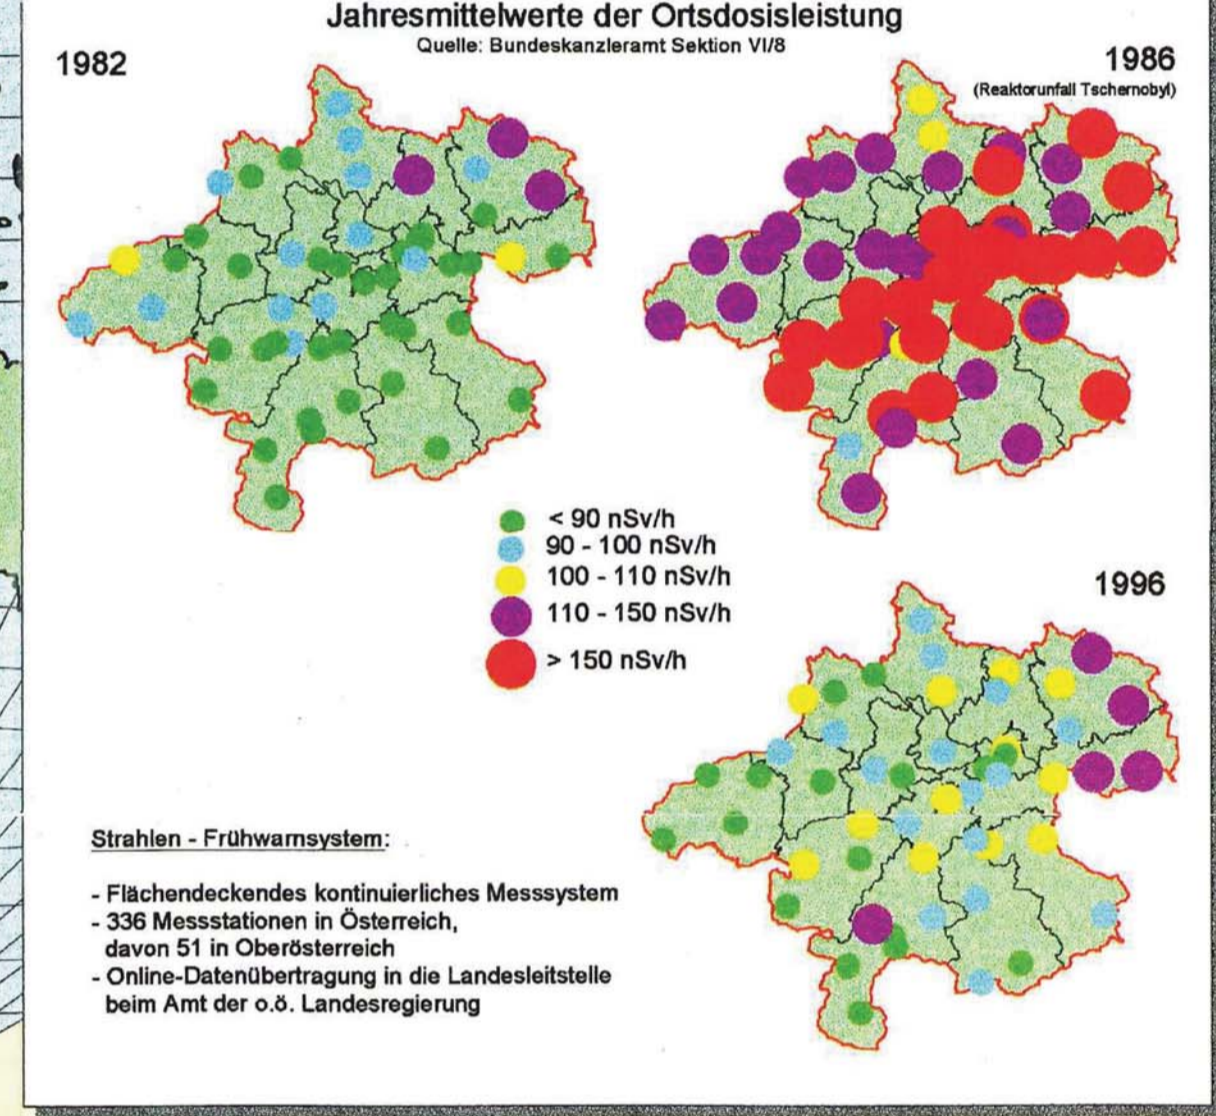 Jahresmittelwerte der Ortsdosisleistung
Quelle: Bundeskanzleramt Sektion VI/8
1982
1986
(Reaktorunfall Tschernobyl)
< 90 nSv/h
90 - 100 nSv/h
100 - 110 nSv/h
110 - 150 nSv/h
> 150 nSv/h
1996
Strahlen - Frühwarnsystem:
- Flächendeckendes kontinuierliches Messsystem
- 336 Messstationen in Österreich,
davon 51 in Oberösterreich
- Online-Datenübertragung in die Landesleitstelle
beim Amt der o.ö. Landesregierung